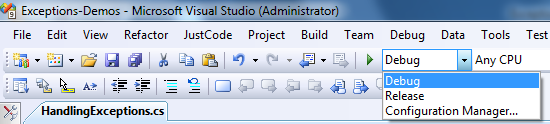 Exceptions-Demos - Microsoft Visual Studio (Administrator)
File Edit View Refactor JustCode Project Build Team Debug Data Tools Test
Debug Any CPU
Debug
Release
Configuration Manager...
HandlingExceptions.cs